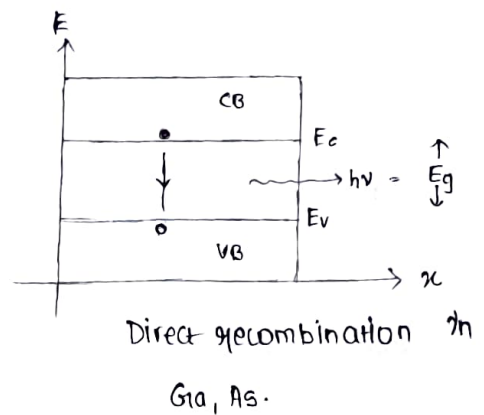 E
CB
Ec
hν = Eg
Ev
VB
x
Direct recombination In
Ga, As.